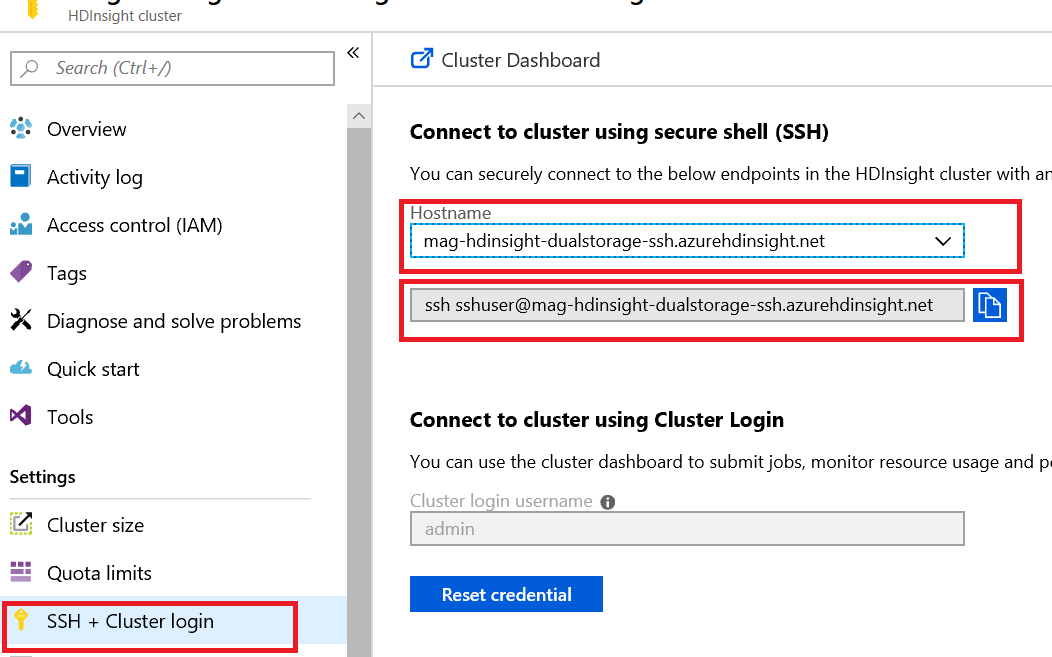 HDInsight cluster
Search (Ctrl+/)
Overview
Activity log
Access control (IAM)
Tags
Diagnose and solve problems
Quick start
Tools
Settings
Cluster size
Quota limits
SSH + Cluster login
Cluster Dashboard
Connect to cluster using secure shell (SSH)
You can securely connect to the below endpoints in the HDInsight cluster with an
Hostname
mag-hdinsight-dualstorage-ssh.azurehdinsight.net
ssh sshuser@mag-hdinsight-dualstorage-ssh.azurehdinsight.net
Connect to cluster using Cluster Login
You can use the cluster dashboard to submit jobs, monitor resource usage and
Cluster login username
admin
Reset credential